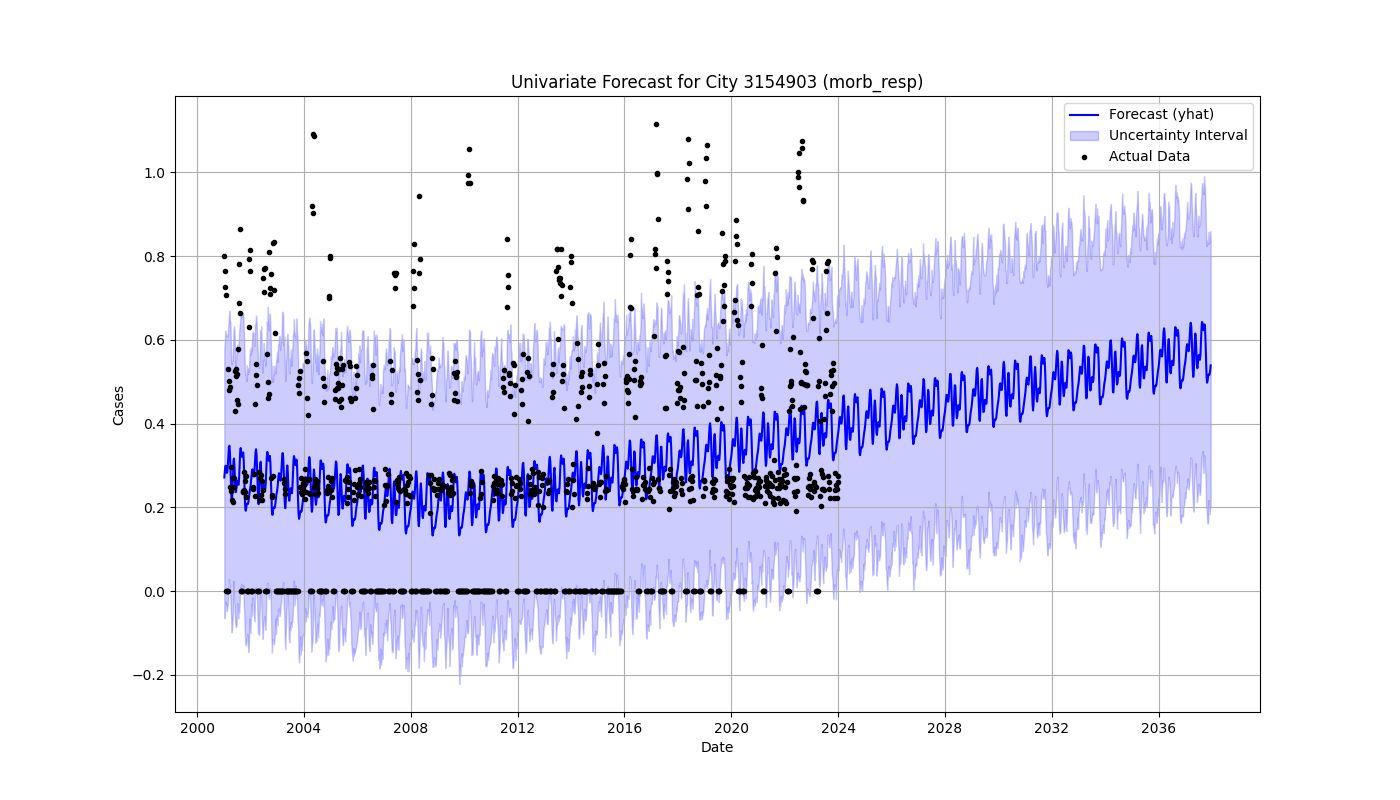 Univariate Forecast for City 3154903 (morb_resp)
Forecast (yhat)
Uncertainty Interval
Actual Data
Cases
1.0
0.8
0.6
0.4
0.2
0.0
−0.2
2000 2004 2008 2012 2016 2020 2024 2028 2032 2036
Date